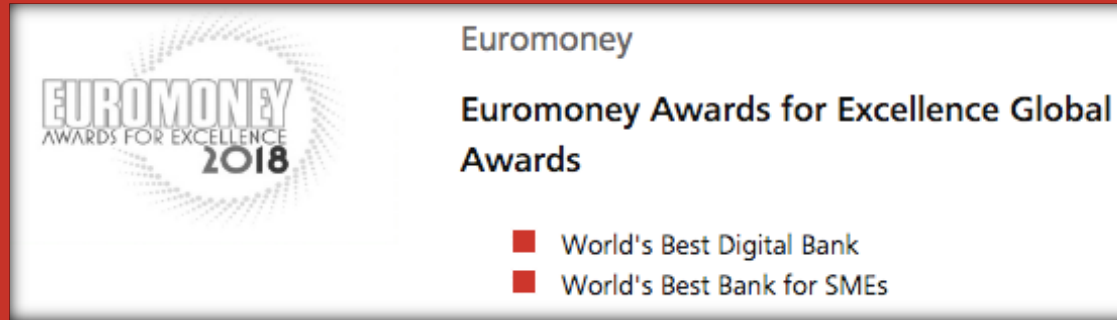 EUROMONEY
AWARDS FOR EXCELLENCE
2018
Euromoney
Euromoney Awards for Excellence Global
Awards
World's Best Digital Bank
World's Best Bank for SMEs